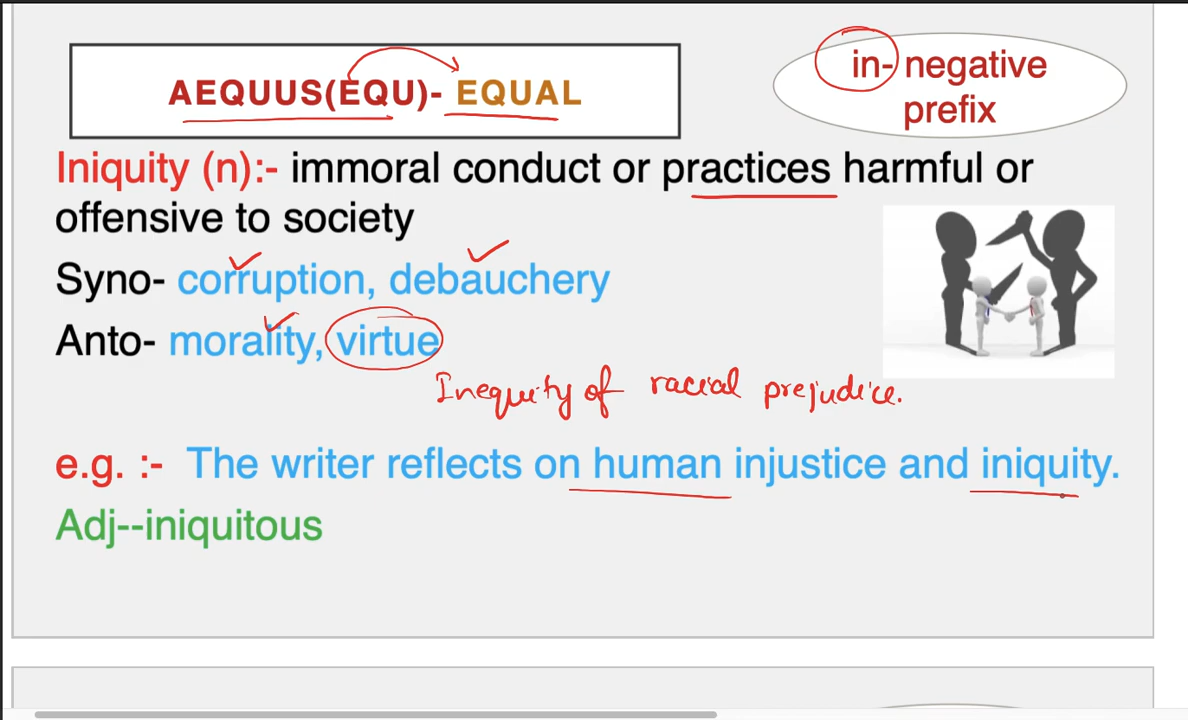 AEQUUS(EQU)- EQUAL
in- negative
prefix
Iniquity (n):- immoral conduct or practices harmful or
offensive to society
Syno- corruption, debauchery
Anto- morality, virtue
Inequity of racial prejudice.
e.g. :- The writer reflects on human injustice and iniquity.
Adj--iniquitous